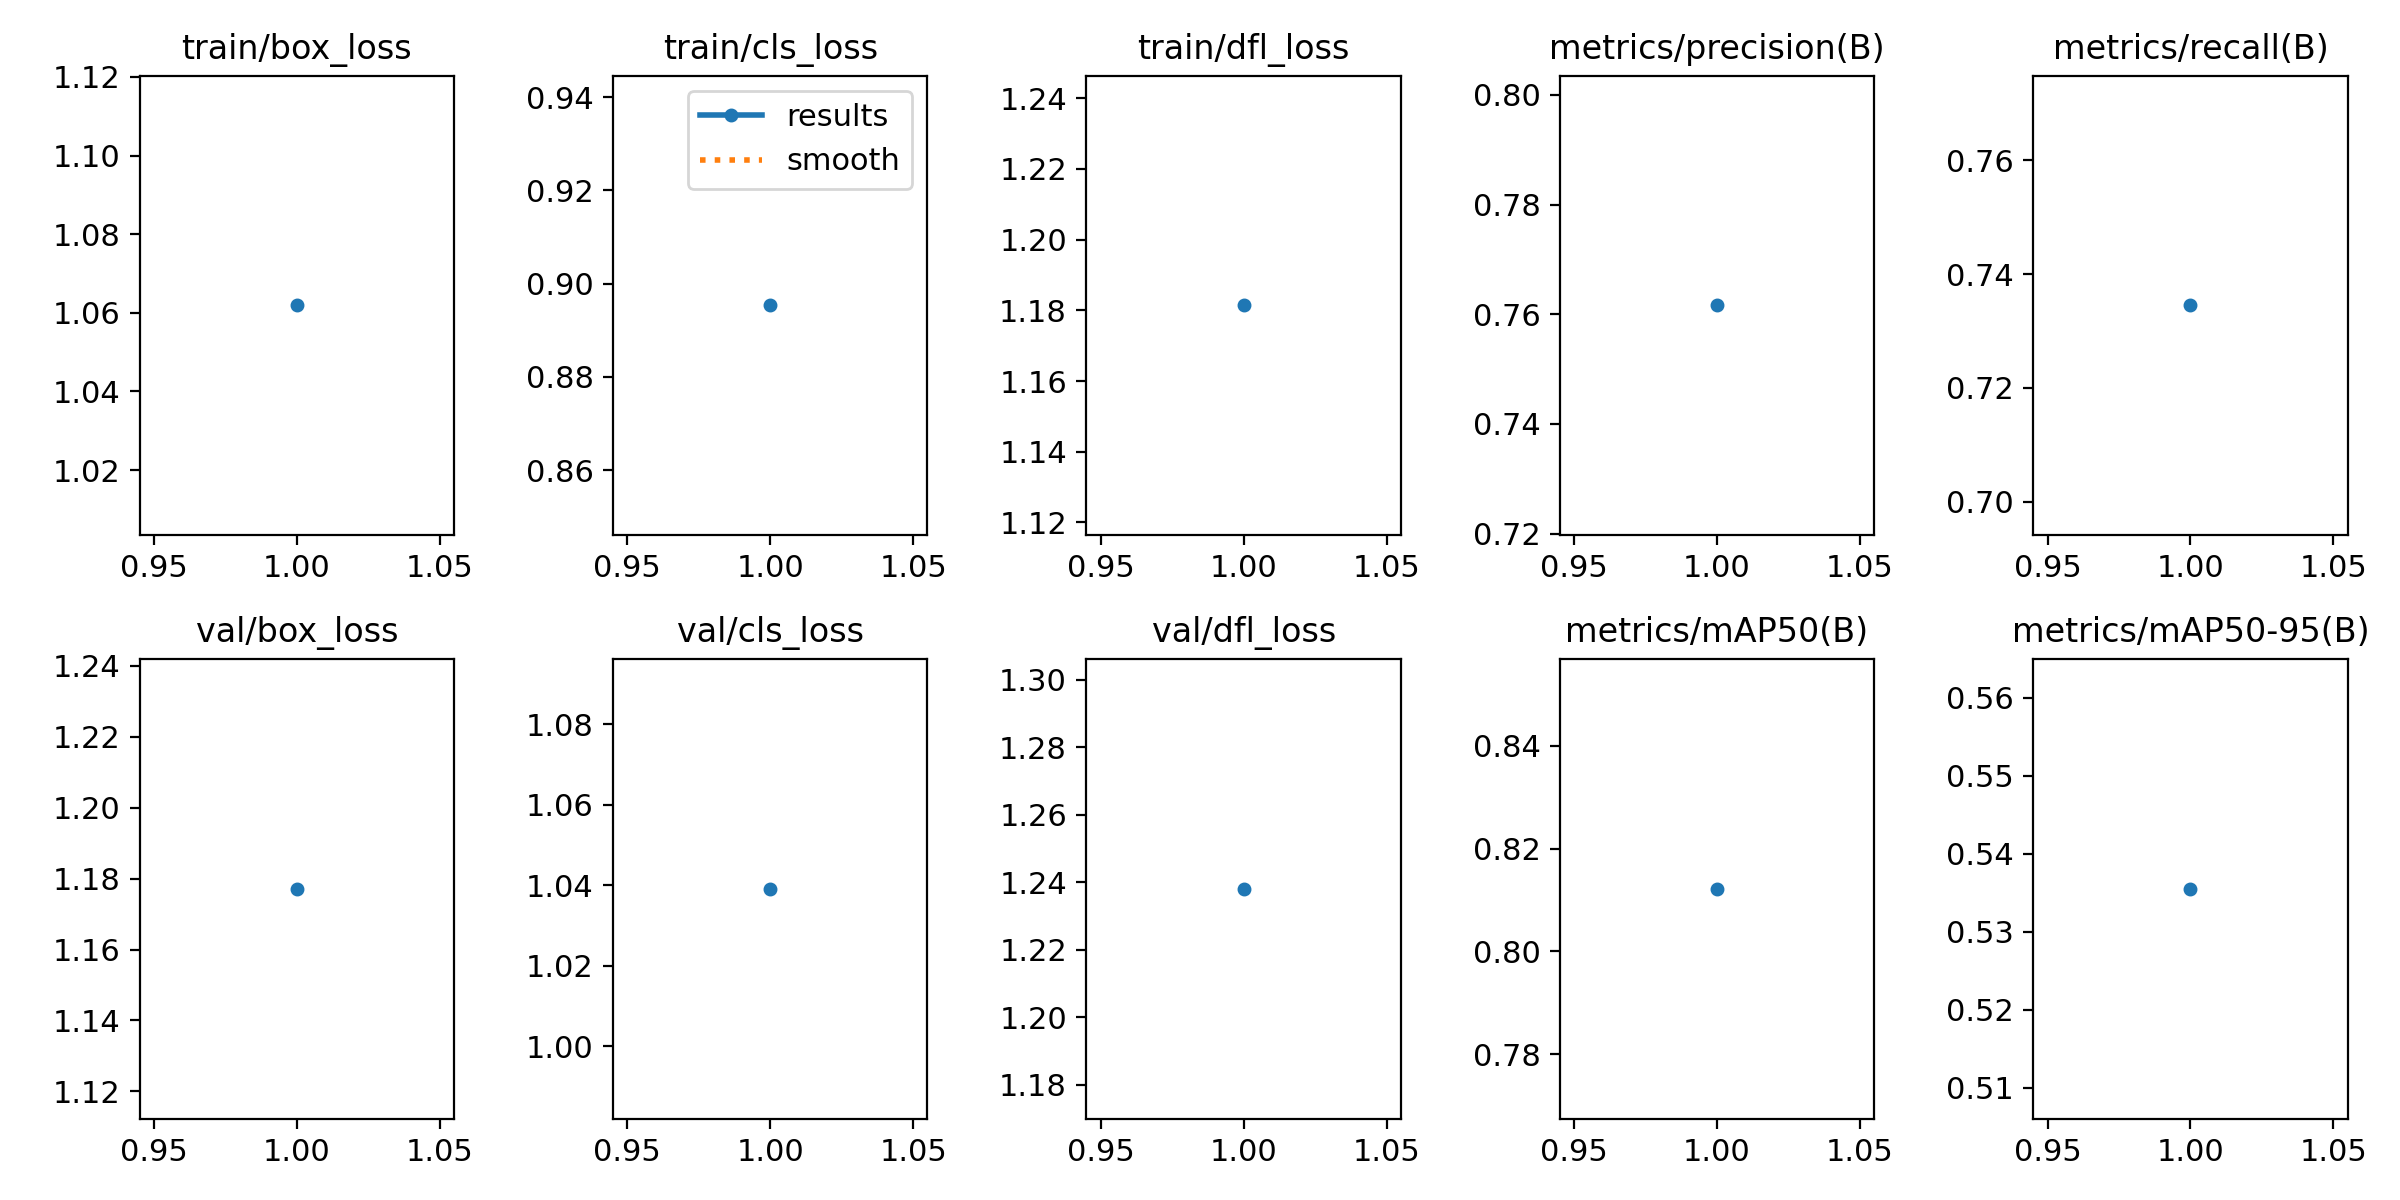 train/box_loss
1.12
1.10
1.08
1.06
1.04
1.02
0.95 1.00 1.05
train/cls_loss
results
smooth
0.94
0.92
0.90
0.88
0.86
0.95 1.00 1.05
train/dfl_loss
1.24
1.22
1.20
1.18
1.16
1.14
1.12
0.95 1.00 1.05
metrics/precision(B)
0.80
0.78
0.76
0.74
0.72
0.95 1.00 1.05
metrics/recall(B)
0.76
0.74
0.72
0.70
0.95 1.00 1.05
val/box_loss
1.24
1.22
1.20
1.18
1.16
1.14
1.12
0.95 1.00 1.05
val/cls_loss
1.08
1.06
1.04
1.02
1.00
0.95 1.00 1.05
val/dfl_loss
1.30
1.28
1.26
1.24
1.22
1.20
1.18
0.95 1.00 1.05
metrics/mAP50(B)
0.84
0.82
0.80
0.78
0.95 1.00 1.05
metrics/mAP50-95(B)
0.56
0.55
0.54
0.53
0.52
0.51
0.95 1.00 1.05